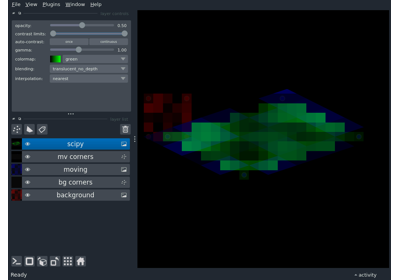 File View Plugins Window Help
opacity: 0.50
contrast limits:
auto-contrast: once continuous
gamma: 1.00
colormap: green
blending: translucent_no_depth
interpolation: nearest
scipy
mv corners
moving
bg corners
background
Ready
activity